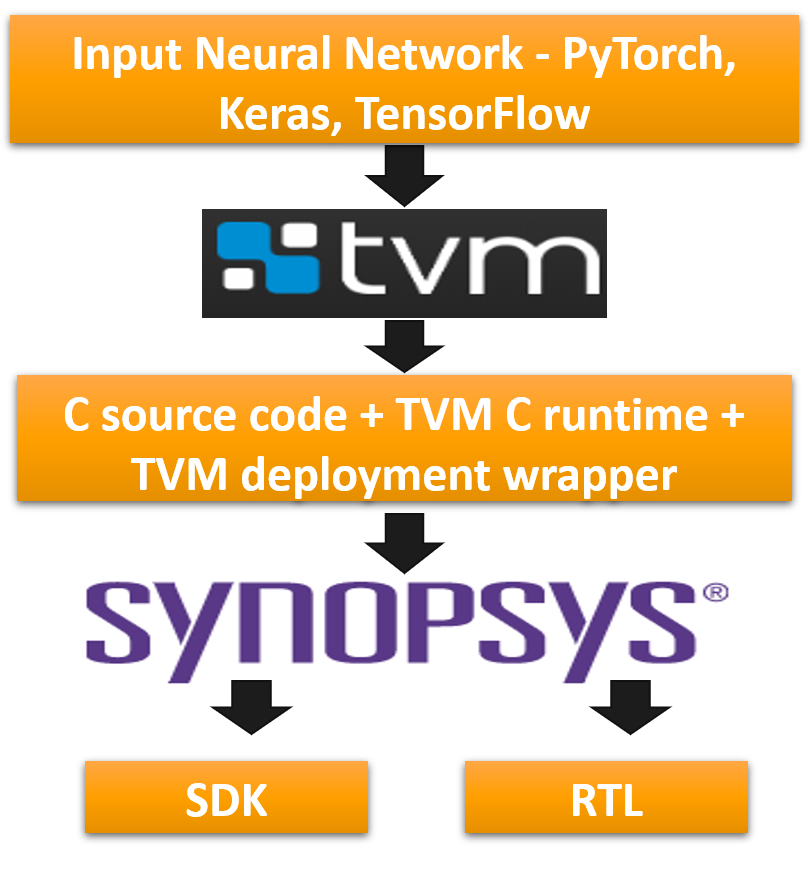 Input Neural Network - PyTorch,
Keras, TensorFlow
tvm
C source code + TVM C runtime +
TVM deployment wrapper
SYNOPSYS®
SDK
RTL